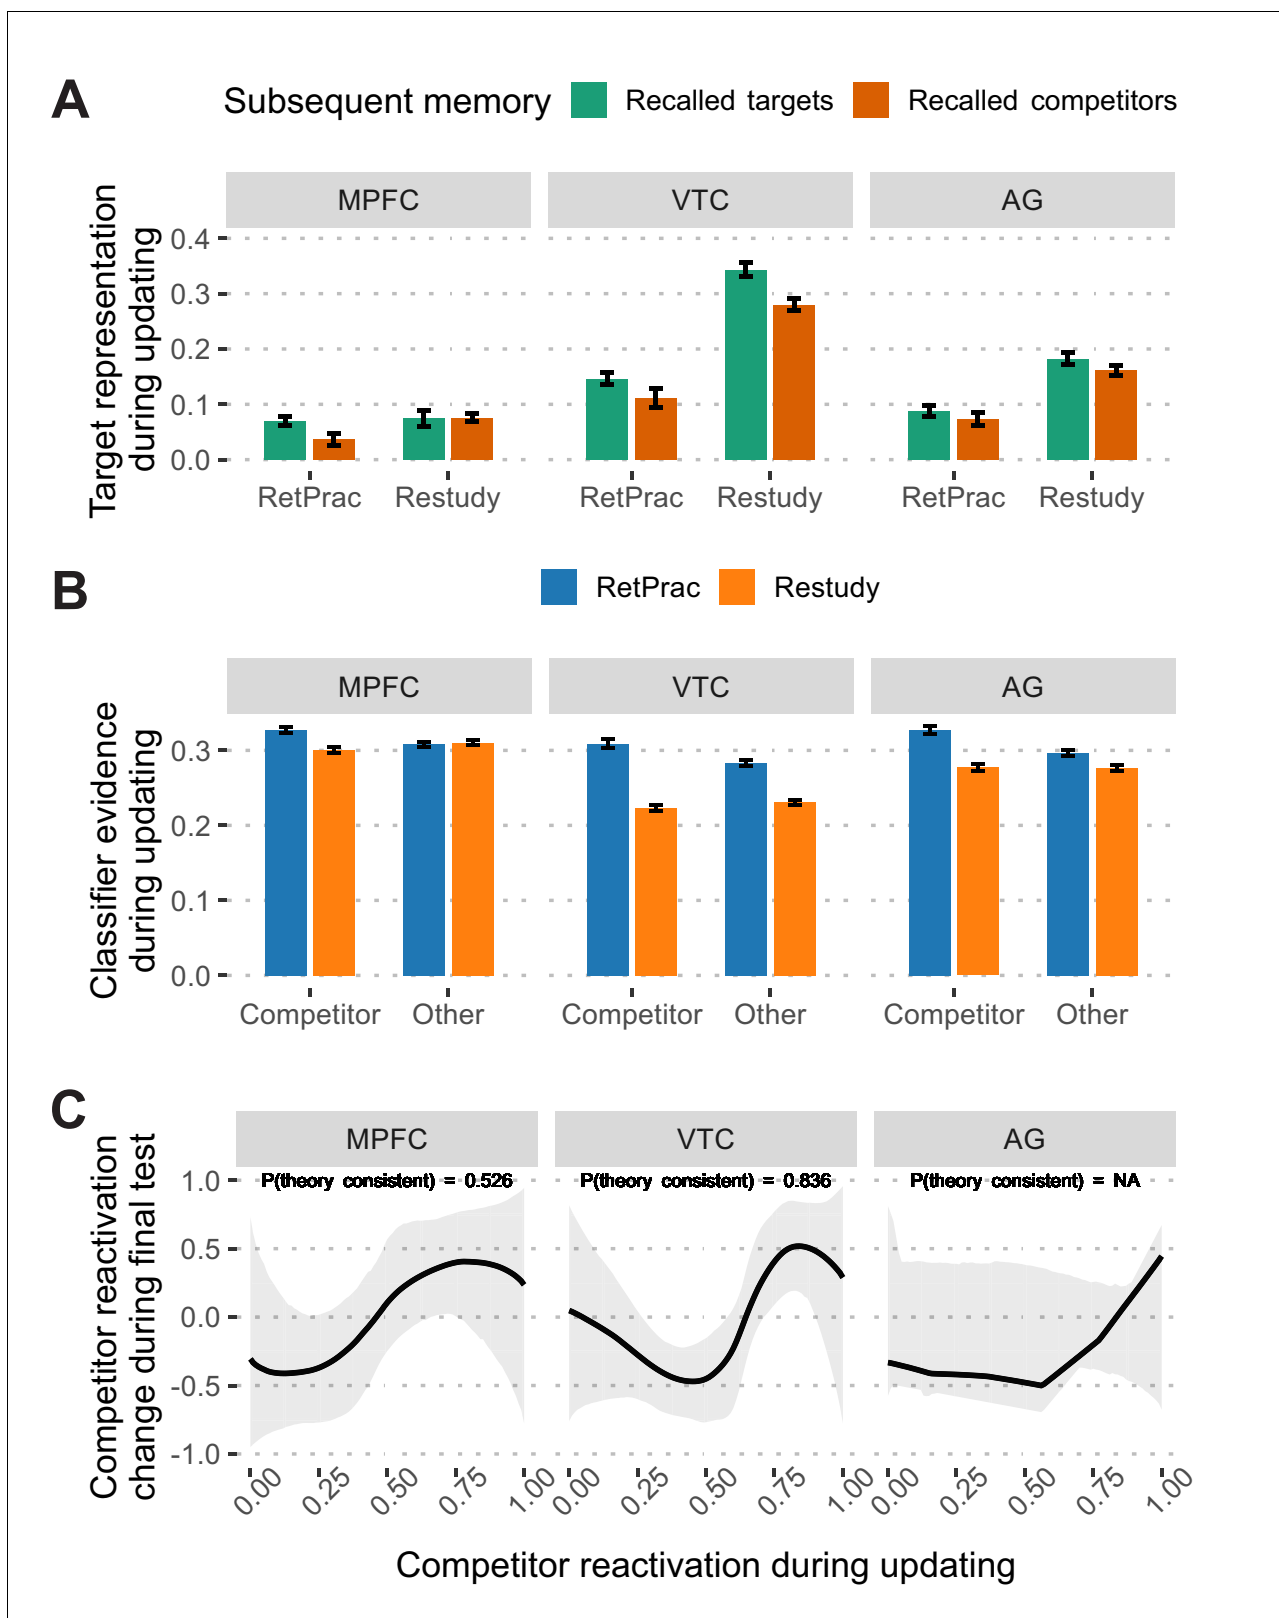 A
Subsequent memory Recalled targets Recalled competitors
MPFC VTC AG
Target representation
during updating
0.4
0.3
0.2
0.1
0.0
RetPrac Restudy RetPrac Restudy RetPrac Restudy
B
RetPrac Restudy
MPFC VTC AG
Classifier evidence
during updating
0.3
0.2
0.1
0.0
Competitor Other Competitor Other Competitor Other
C
MPFC VTC AG
Competitor reactivation
change during final test
P(theory consistent) = 0.526 P(theory consistent) = 0.836 P(theory consistent) = NA
1.0
0.5
0.0
-0.5
-1.0
0.00 0.25 0.50 0.75 1.00 0.00 0.25 0.50 0.75 1.00 0.00 0.25 0.50 0.75 1.00
Competitor reactivation during updating